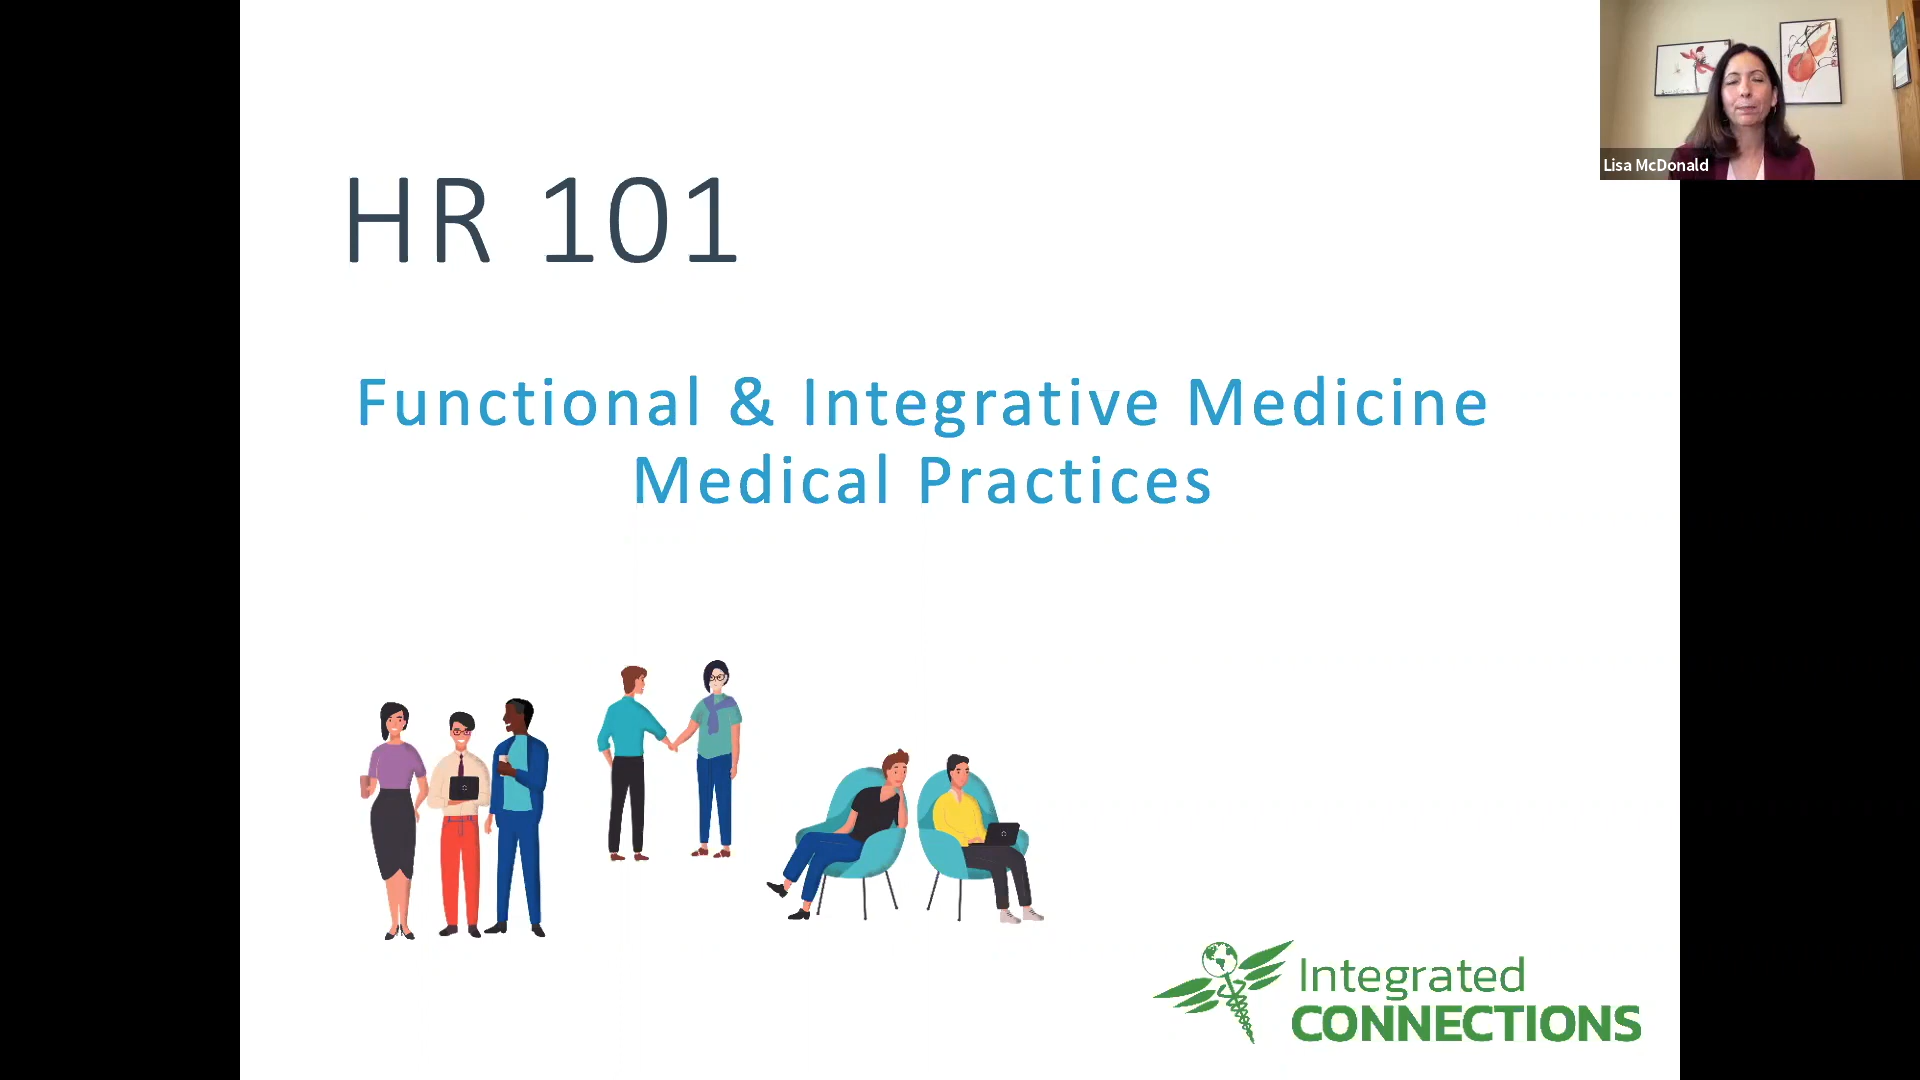 HR 101
Functional & Integrative Medicine
Medical Practices
Lisa McDonald
Integrated
CONNECTIONS